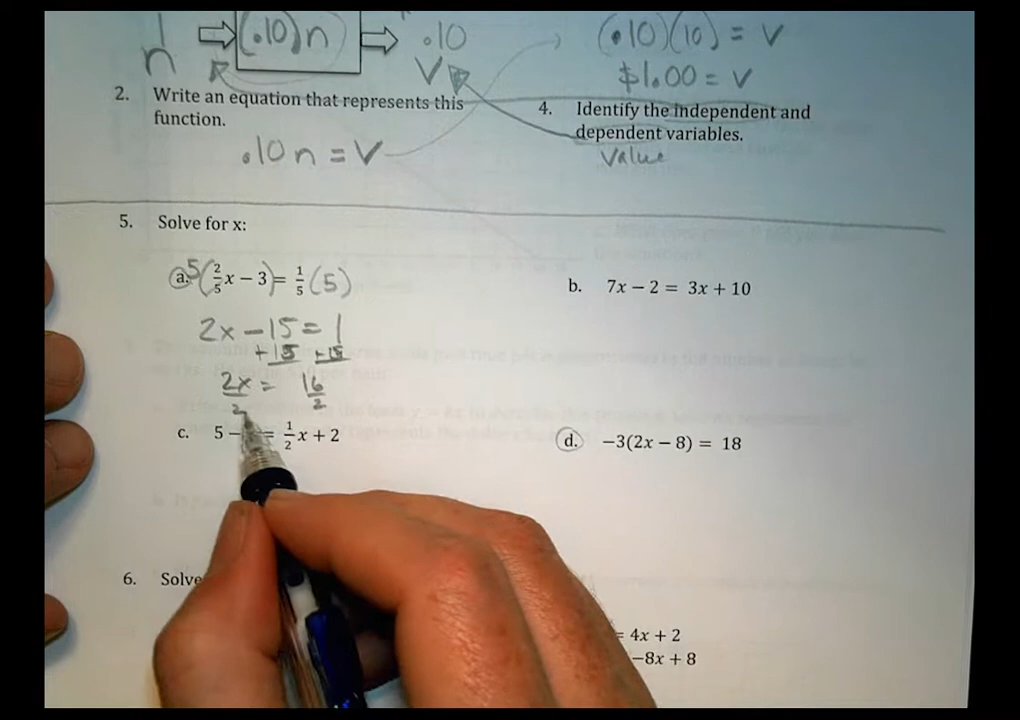 1 (.10)n .10
n V
(.10)(10) = V
$1.00 = V
2. Write an equation that represents this
function.
.10n = V
4. Identify the independent and
dependent variables.
value
5. Solve for x:
a. 5(2/5 x − 3) = 1/5 (5)
2x − 15 = 1
+15 +15
2x = 16
2 2
b. 7x − 2 = 3x + 10
c. 5 − = 1/2 x + 2
d. −3(2x − 8) = 18
6. Solve
= 4x + 2
−8x + 8